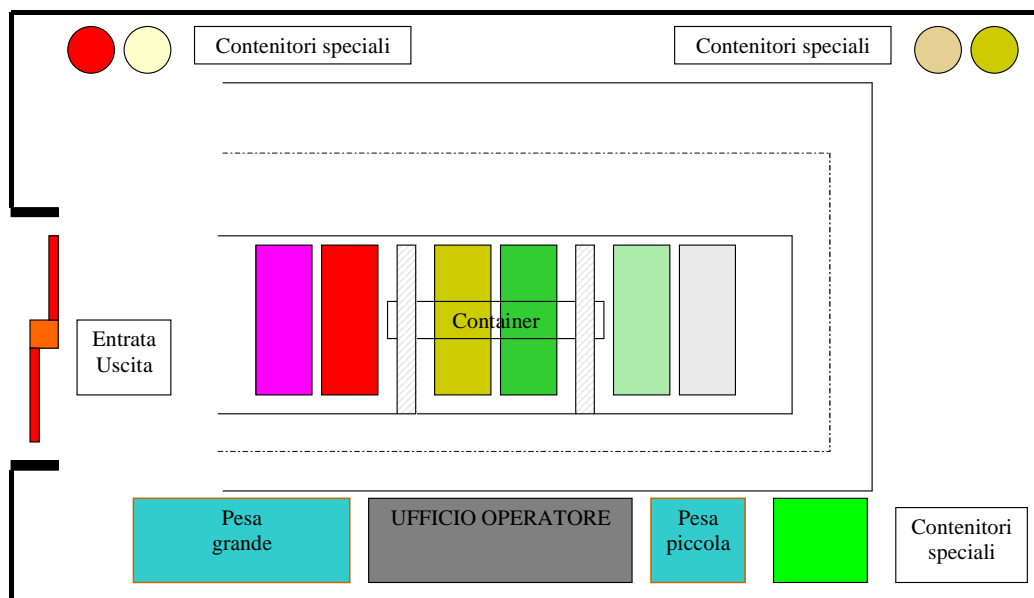 Contenitori speciali
Contenitori speciali
Container
Entrata
Uscita
Pesa
grande
UFFICIO OPERATORE
Pesa
piccola
Contenitori
speciali